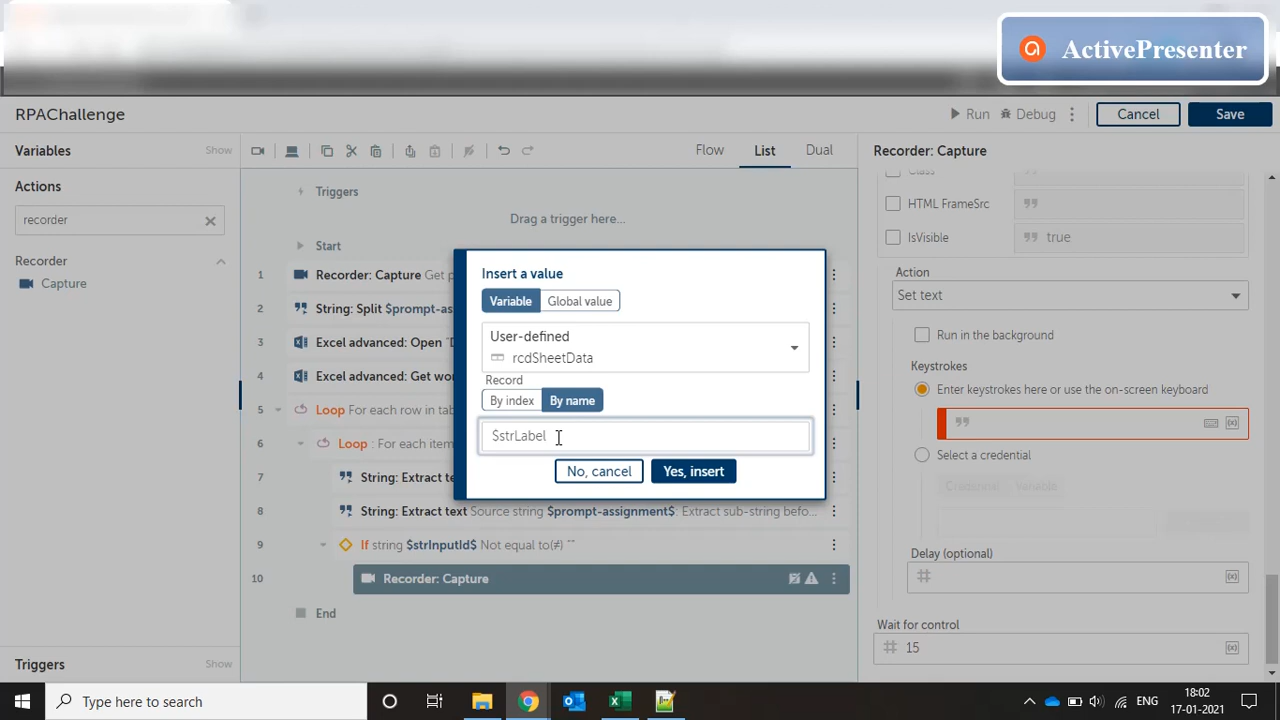 ActivePresenter
RPAChallenge
Run
Debug
Cancel
Save
Variables
Show
Flow
List
Dual
Recorder: Capture
Actions
recorder
Recorder
Capture
Triggers
Drag a trigger here...
Start
1 Recorder: Capture Get p
2 String: Split $prompt-as
3 Excel advanced: Open "D
4 Excel advanced: Get wor
5 Loop For each row in tab
6 Loop : For each item
7 String: Extract text
8 String: Extract text Source string $prompt-assignment$: Extract sub-string befo...
9 If string $strInputId$ Not equal to(≠) ""
10 Recorder: Capture
End
Insert a value
Variable
Global value
User-defined
rcdSheetData
Record
By index
By name
$strLabel
No, cancel
Yes, insert
Class
HTML FrameSrc
IsVisible
true
Action
Set text
Run in the background
Keystrokes
Enter keystrokes here or use the on-screen keyboard
Select a credential
Credential
Variable
Delay (optional)
Wait for control
15
Triggers
Show
Type here to search
ENG
18:02
17-01-2021